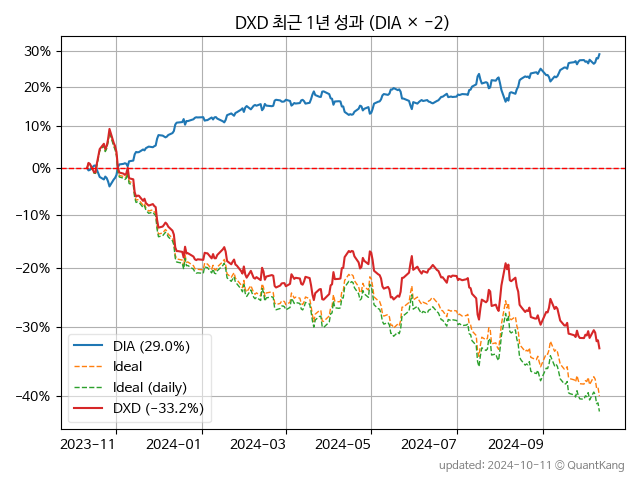 DXD 최근 1년 성과 (DIA × −2)
30%
20%
10%
0%
−10%
−20%
−30%
−40%
DIA (29.0%)
Ideal
Ideal (daily)
DXD (−33.2%)
2023-11 2024-01 2024-03 2024-05 2024-07 2024-09
updated: 2024-10-11 © QuantKang